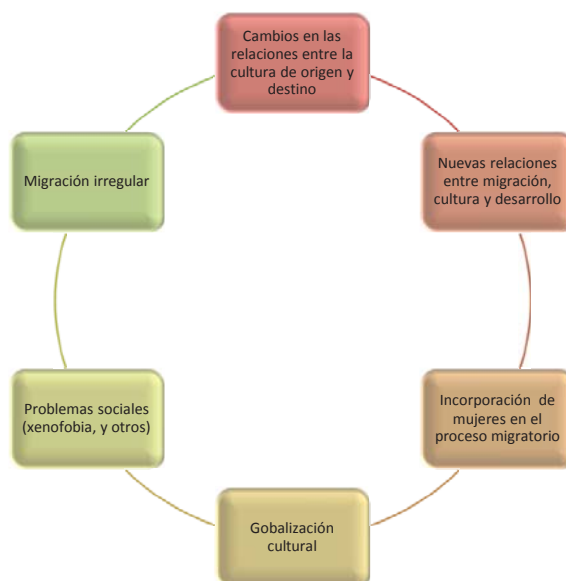 Cambios en las
relaciones entre la
cultura de origen y
destino
Nuevas relaciones
entre migración,
cultura y desarrollo
Incorporación de
mujeres en el
proceso migratorio
Gobalización
cultural
Problemas sociales
(xenofobia, y otros)
Migración irregular